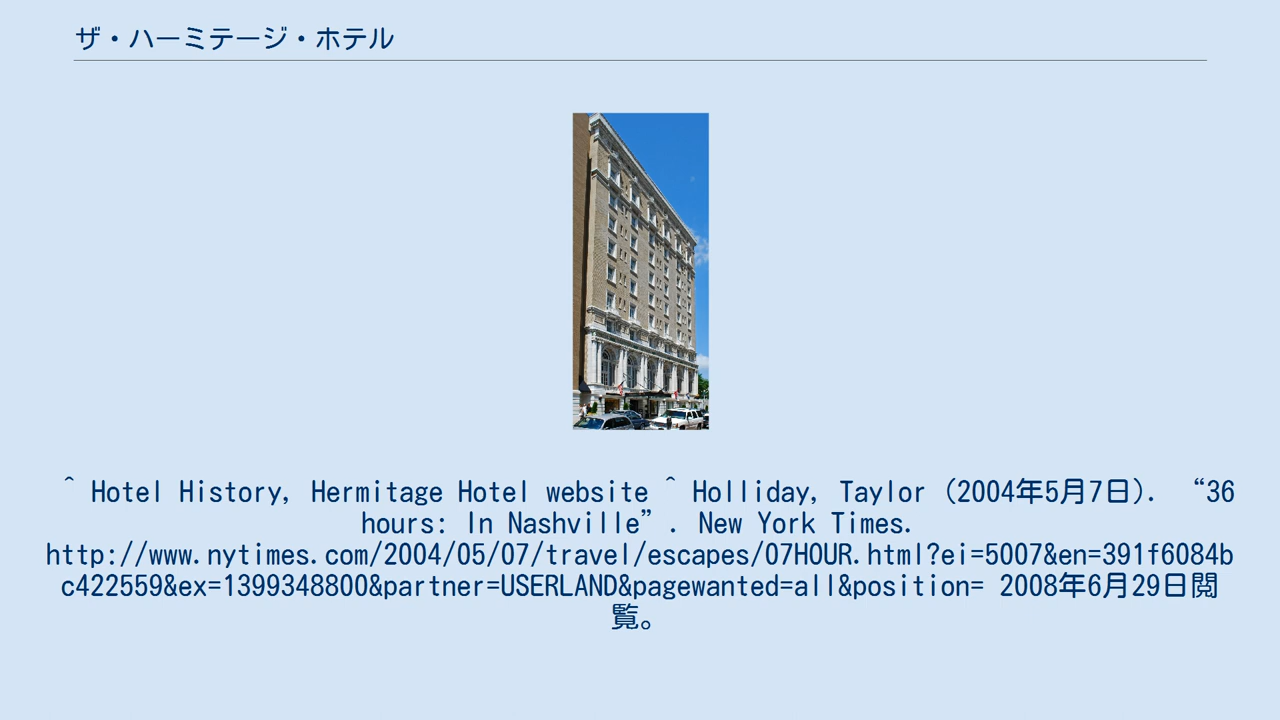 ザ・ハーミテージ・ホテル
^ Hotel History, Hermitage Hotel website ^ Holliday, Taylor (2004年5月7日). “36
hours: In Nashville”. New York Times.
http://www.nytimes.com/2004/05/07/travel/escapes/07HOUR.html?ei=5007&en=391f6084b
c422559&ex=1399348800&partner=USERLAND&pagewanted=all&position= 2008年6月29日閲
覧。